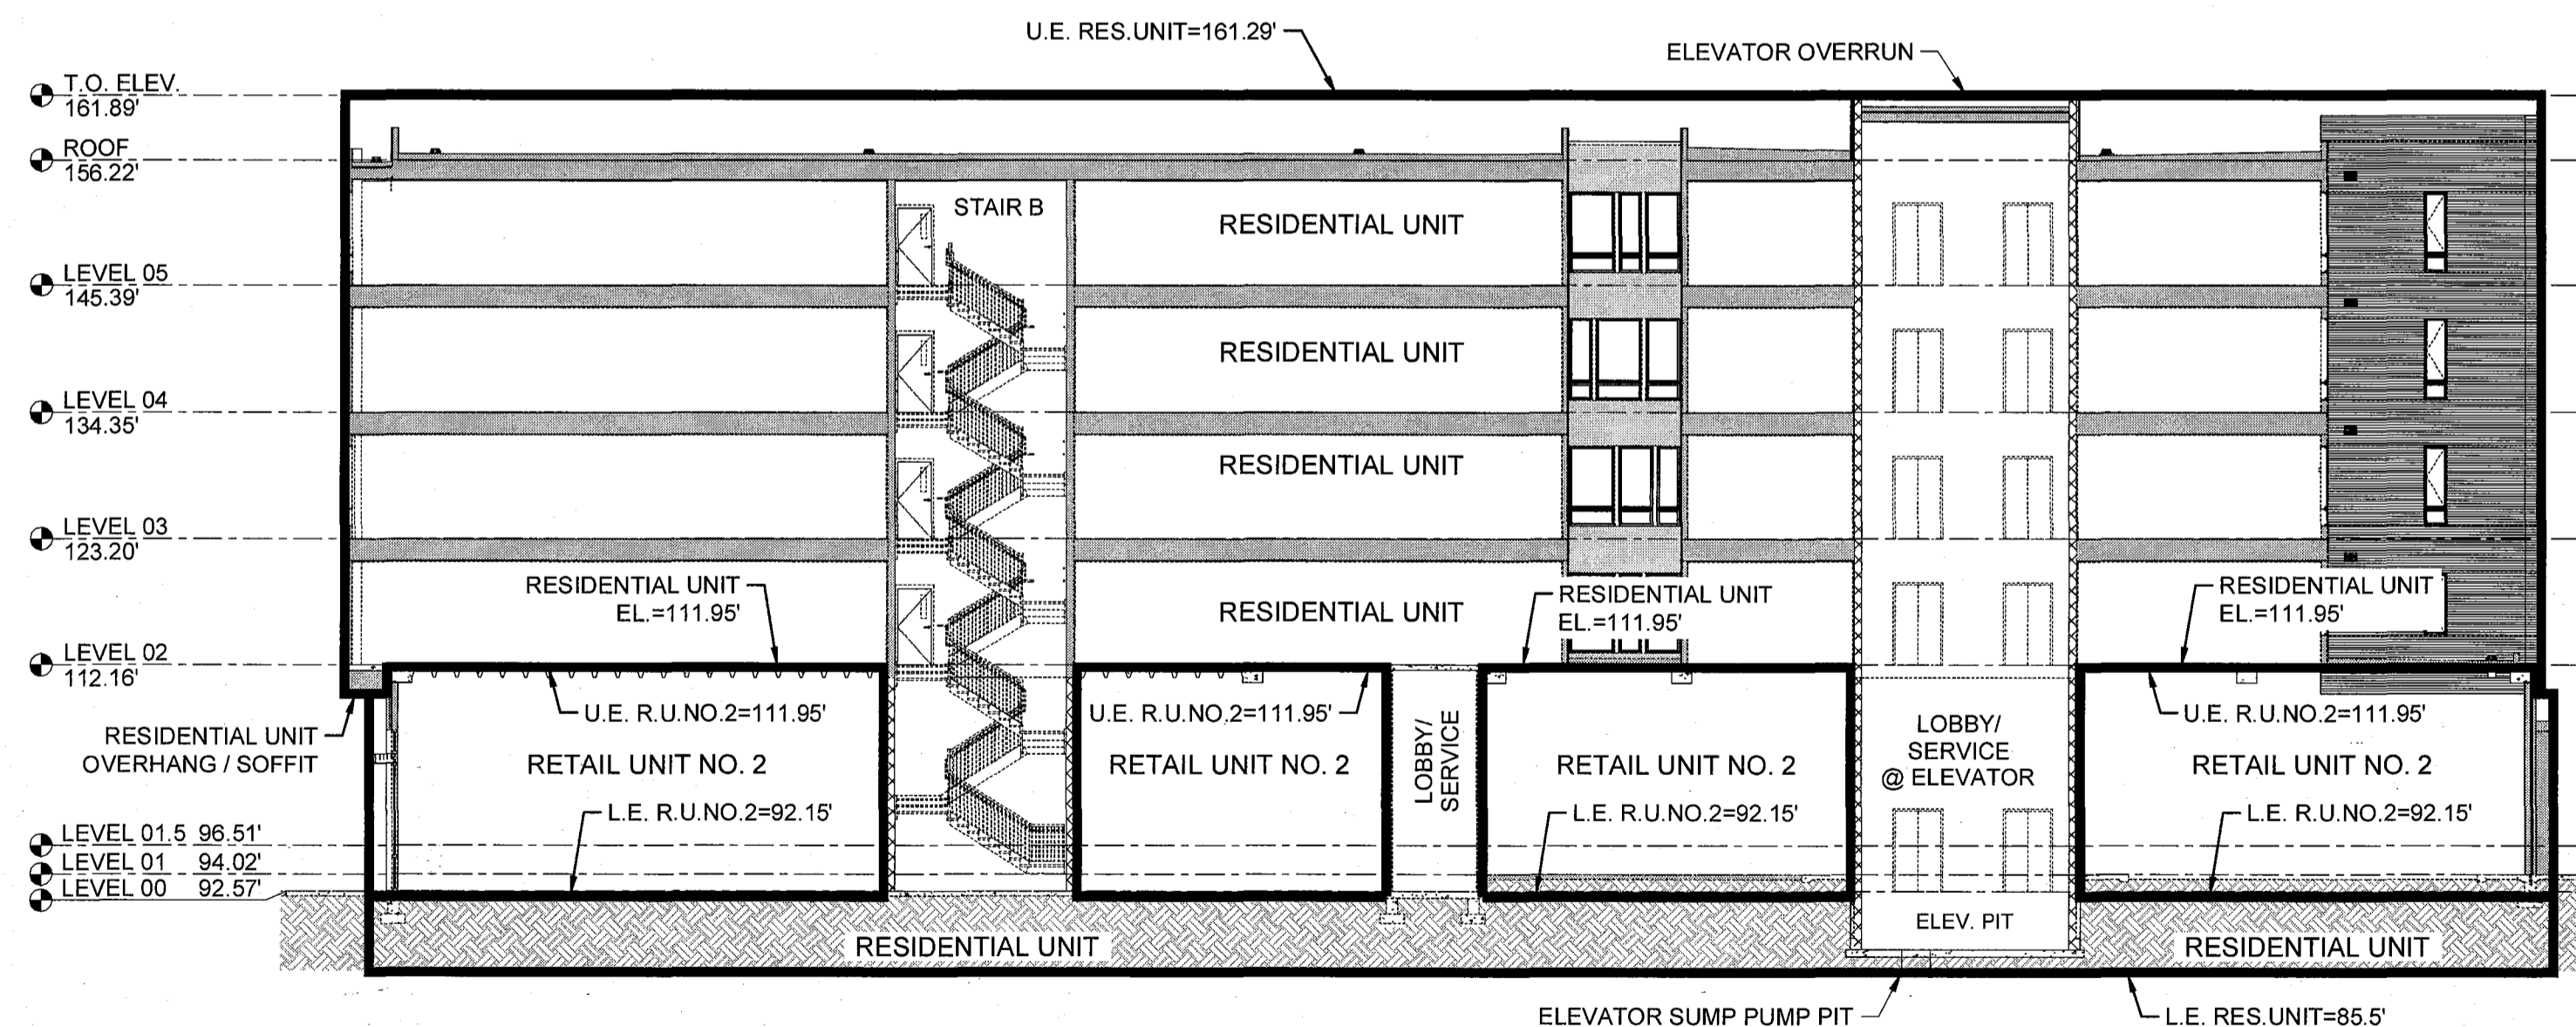 U.E. RES.UNIT=161.29'
ELEVATOR OVERRUN
T.O. ELEV.
161.89'
ROOF
156.22'
STAIR B
RESIDENTIAL UNIT
LEVEL 05
145.39'
RESIDENTIAL UNIT
LEVEL 04
134.35'
RESIDENTIAL UNIT
LEVEL 03
123.20'
RESIDENTIAL UNIT
EL.=111.95'
RESIDENTIAL UNIT
RESIDENTIAL UNIT
EL.=111.95'
RESIDENTIAL UNIT
EL.=111.95'
LEVEL 02
112.16'
RESIDENTIAL UNIT
OVERHANG / SOFFIT
U.E. R.U.NO.2=111.95'
U.E. R.U.NO.2=111.95'
U.E. R.U.NO.2=111.95'
RETAIL UNIT NO. 2
RETAIL UNIT NO. 2
LOBBY/
SERVICE
RETAIL UNIT NO. 2
LOBBY/
SERVICE
@ ELEVATOR
RETAIL UNIT NO. 2
L.E. R.U.NO.2=92.15'
L.E. R.U.NO.2=92.15'
L.E. R.U.NO.2=92.15'
LEVEL 01.5 96.51'
LEVEL 01 94.02'
LEVEL 00 92.57'
ELEV. PIT
RESIDENTIAL UNIT
RESIDENTIAL UNIT
ELEVATOR SUMP PUMP PIT
L.E. RES.UNIT=85.5'